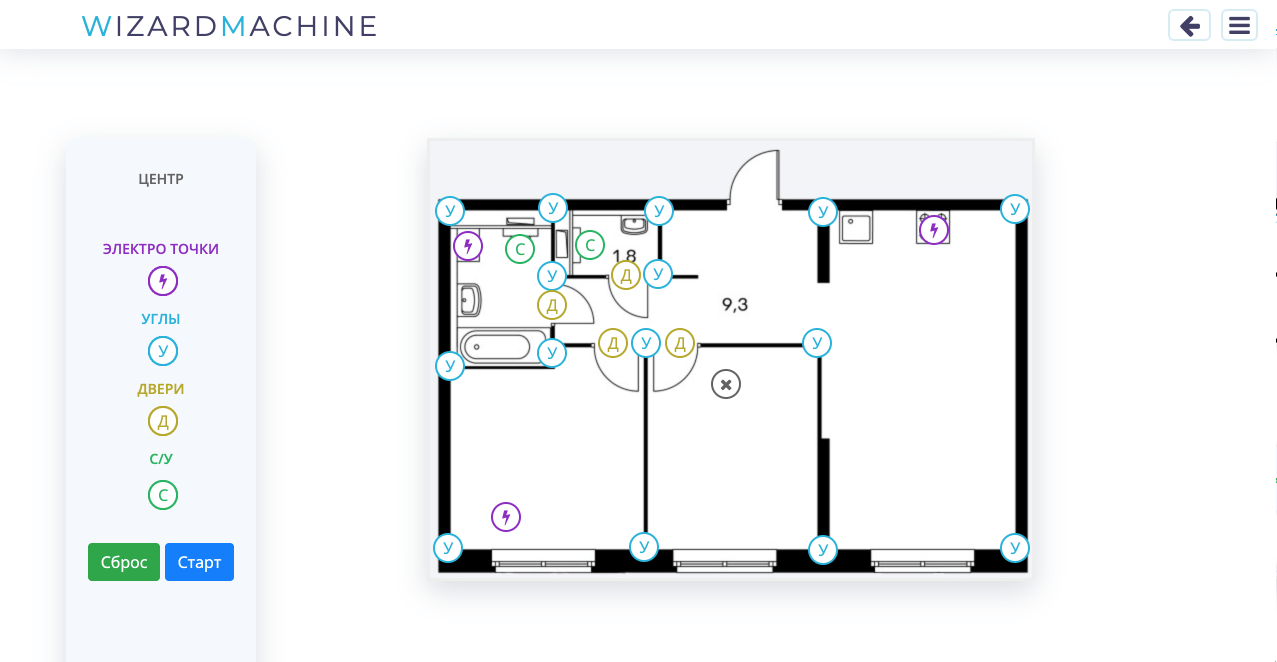 WIZARDMACHINE
ЦЕНТР
ЭЛЕКТРО ТОЧКИ
УГЛЫ
У
ДВЕРИ
Д
С/У
С
Сброс Старт
У У У У У
С С
1.8
У Д У
Д
9,3
У У Д У Д У
У У У У